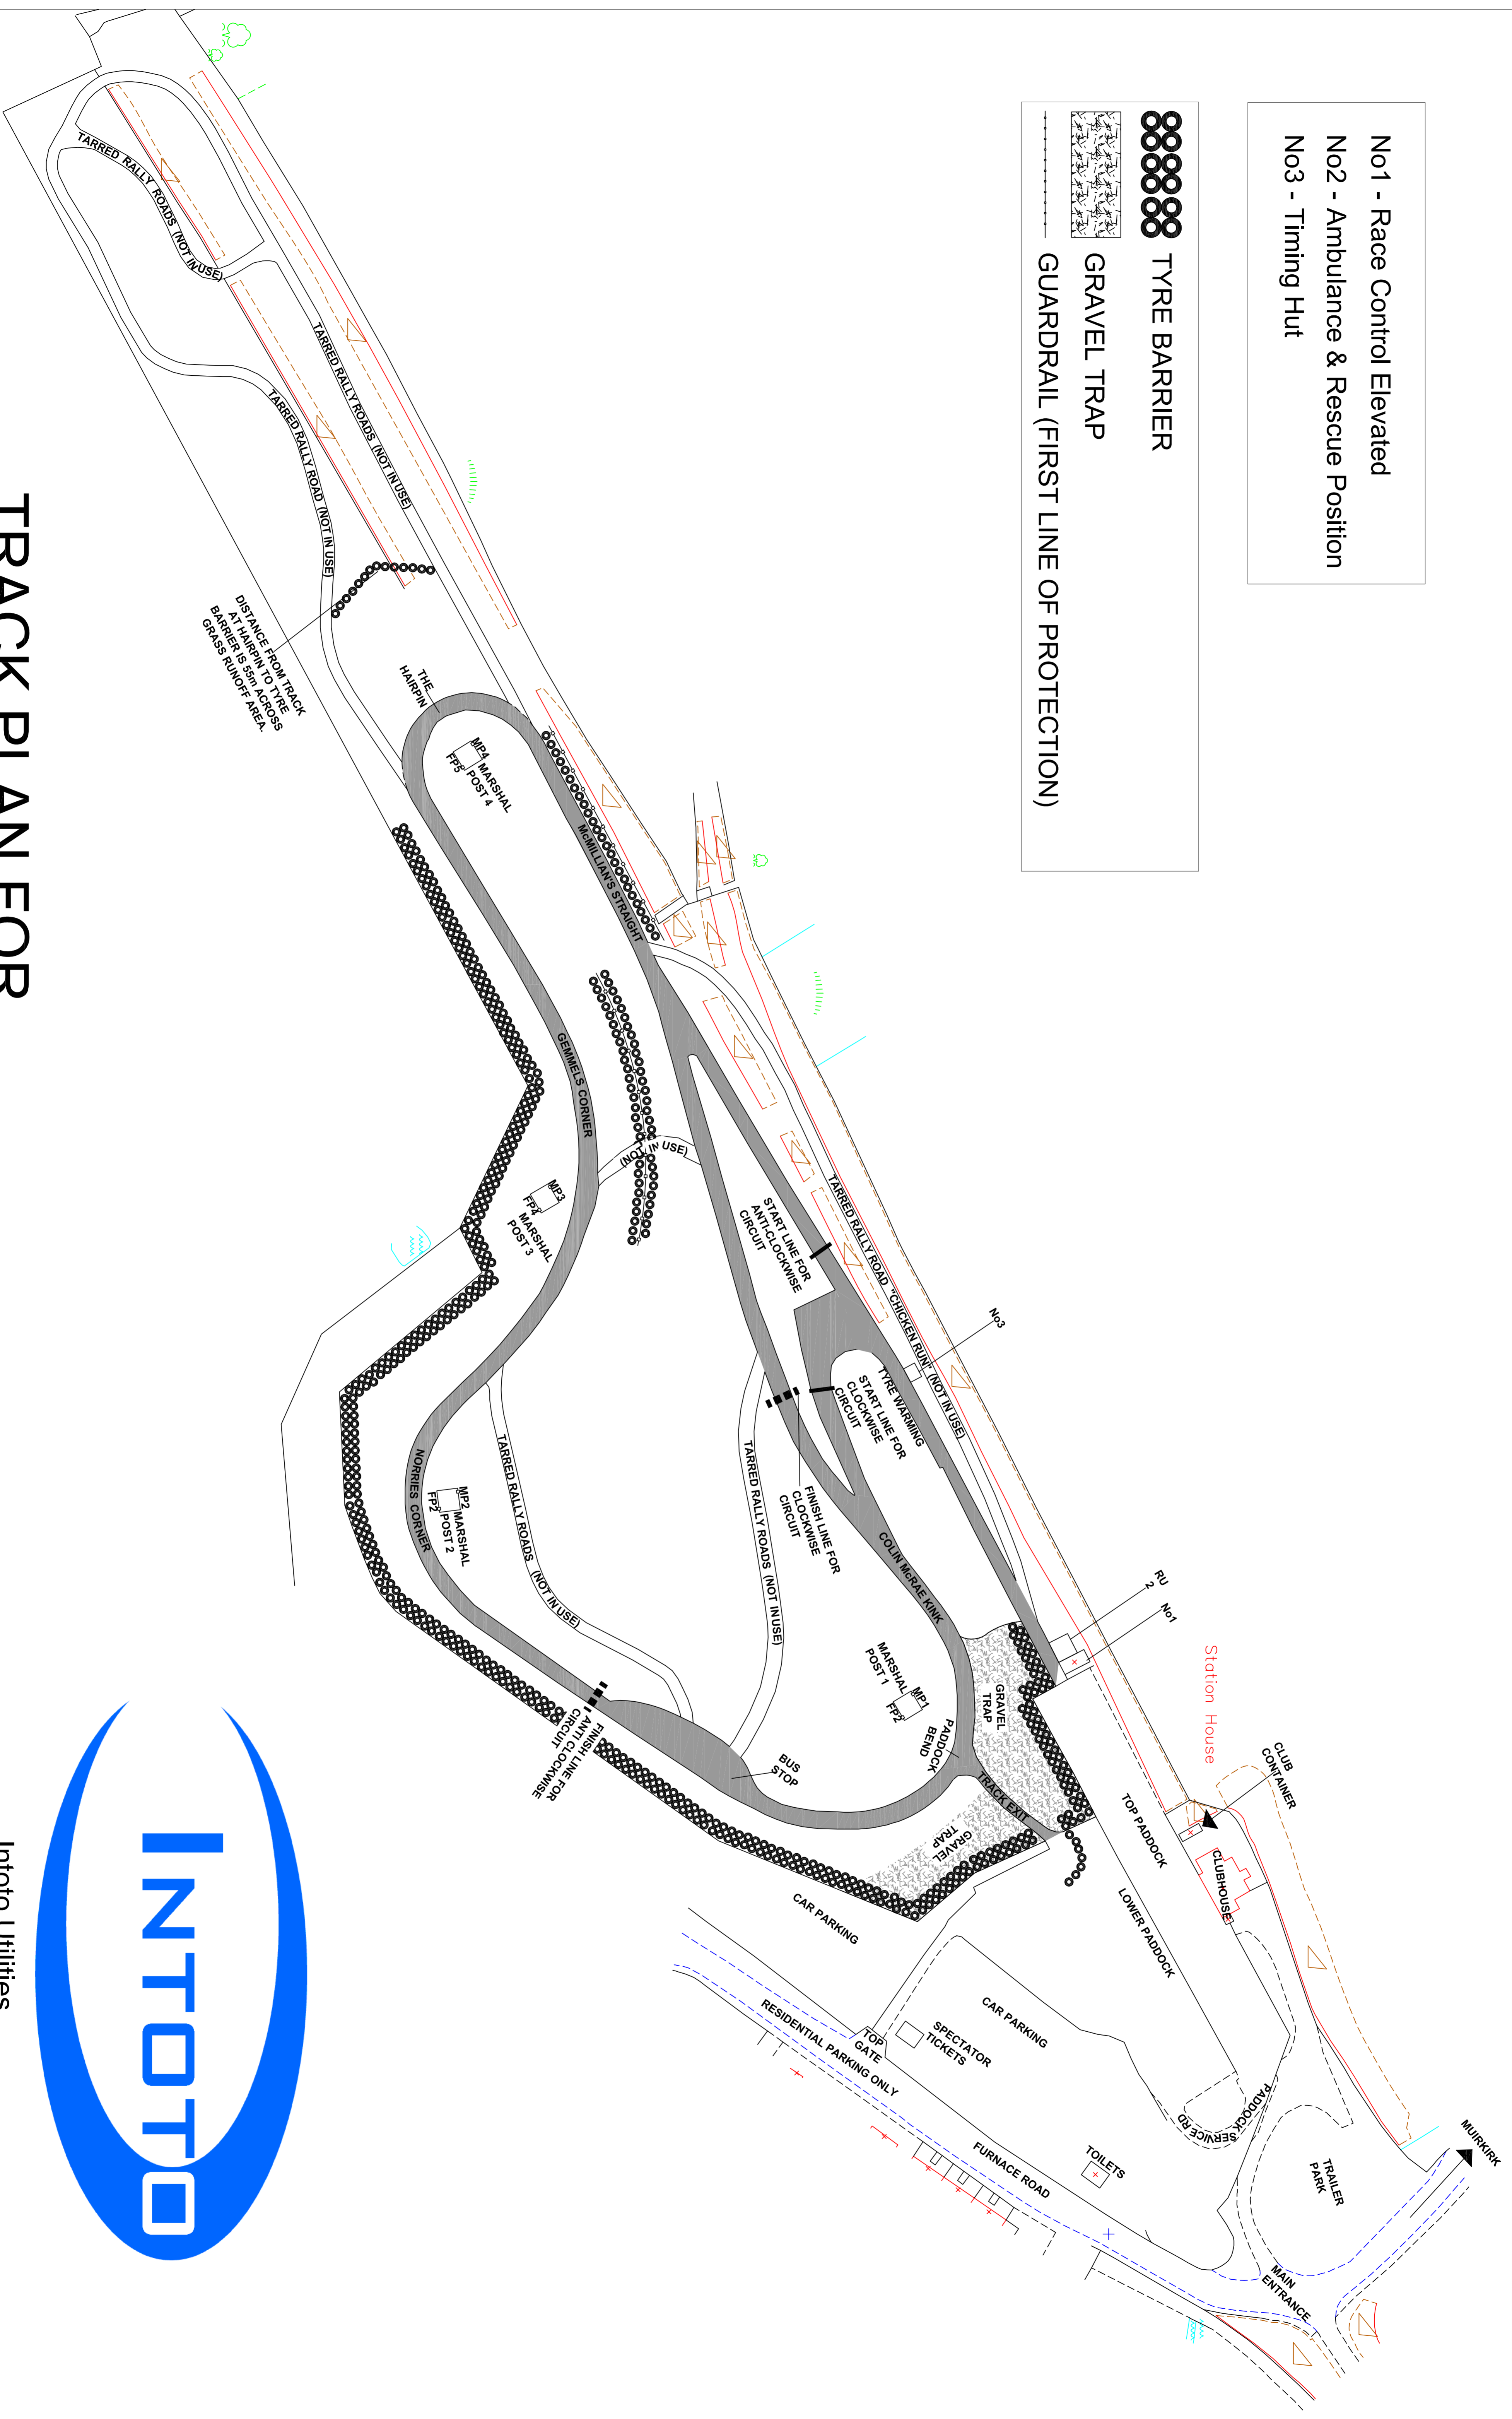 No1 - Race Control Elevated
No2 - Ambulance & Rescue Position
No3 - Timing Hut
TYRE BARRIER
GRAVEL TRAP
GUARDRAIL (FIRST LINE OF PROTECTION)
TARRED RALLY ROADS (NOT IN USE)
TARRED RALLY ROADS (NOT IN USE)
TARRED RALLY ROAD (NOT IN USE)
DISTANCE FROM TRACK
AT HAIRPIN TO TYRE
BARRIER IS 55m ACROSS
GRASS RUNOFF AREA.
THE
HAIRPIN
MP4
FP5
MARSHAL
POST 4
McMILLIAN'S STRAIGHT
GEMMELS CORNER
(NOT IN USE)
MP3
FP4
MARSHAL
POST 3
START LINE FOR
ANTI-CLOCKWISE
CIRCUIT
TARRED RALLY ROAD "CHICKEN RUN" (NOT IN USE)
No3
TYRE WARMING
START LINE FOR
CLOCKWISE
CIRCUIT
FINISH LINE FOR
CLOCKWISE
CIRCUIT
TARRED RALLY ROADS (NOT IN USE)
TARRED RALLY ROADS (NOT IN USE)
NORRIES CORNER
MP2
FP2
MARSHAL
POST 2
COLIN McRAE KINK
RU
2
No1
Station House
MARSHAL
POST 1
MP1
FP2
GRAVEL
TRAP
PADDOCK
BEND
TRACK EXIT
GRAVEL
TRAP
BUS
STOP
FINISH LINE FOR
ANTI CLOCKWISE
CIRCUIT
CLUB
CONTAINER
TOP PADDOCK
CLUBHOUSE
LOWER PADDOCK
CAR PARKING
CAR PARKING
SPECTATOR
TICKETS
TOP
GATE
RESIDENTIAL PARKING ONLY
FURNACE ROAD
TOILETS
PADDOCK
SERVICE RD
TRAILER
PARK
MUIRKIRK
MAIN
ENTRANCE
TRACK PLAN FOR
INTOTO
Intoto Utilities